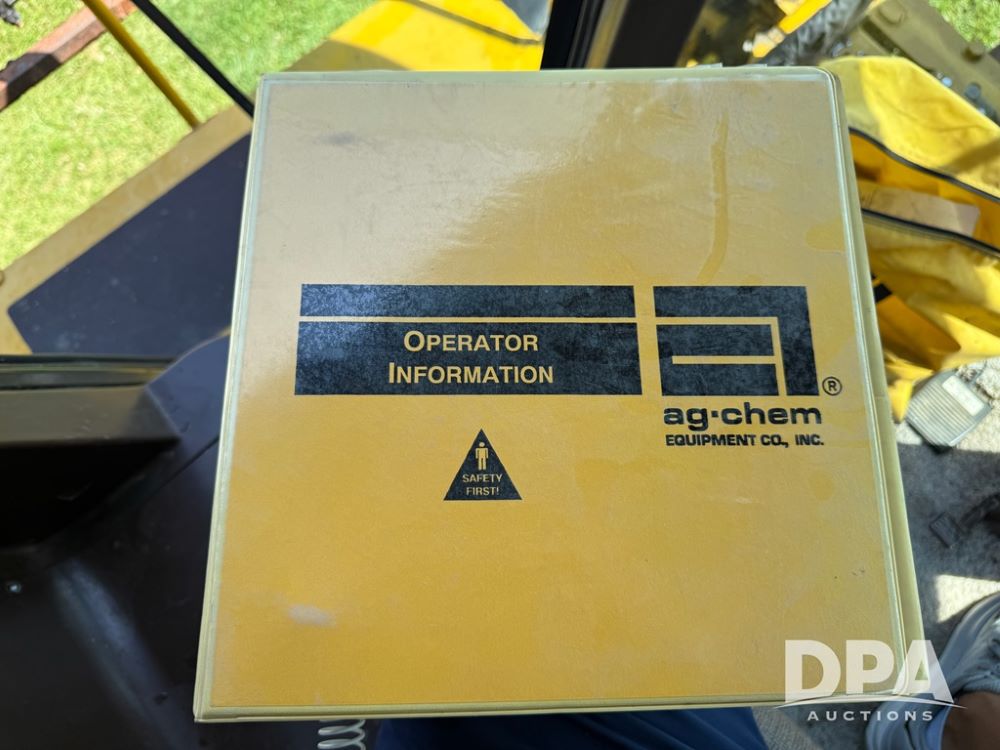 OPERATOR
INFORMATION
®
ag·chem
EQUIPMENT CO., INC.
SAFETY
FIRST!
DPA
AUCTIONS